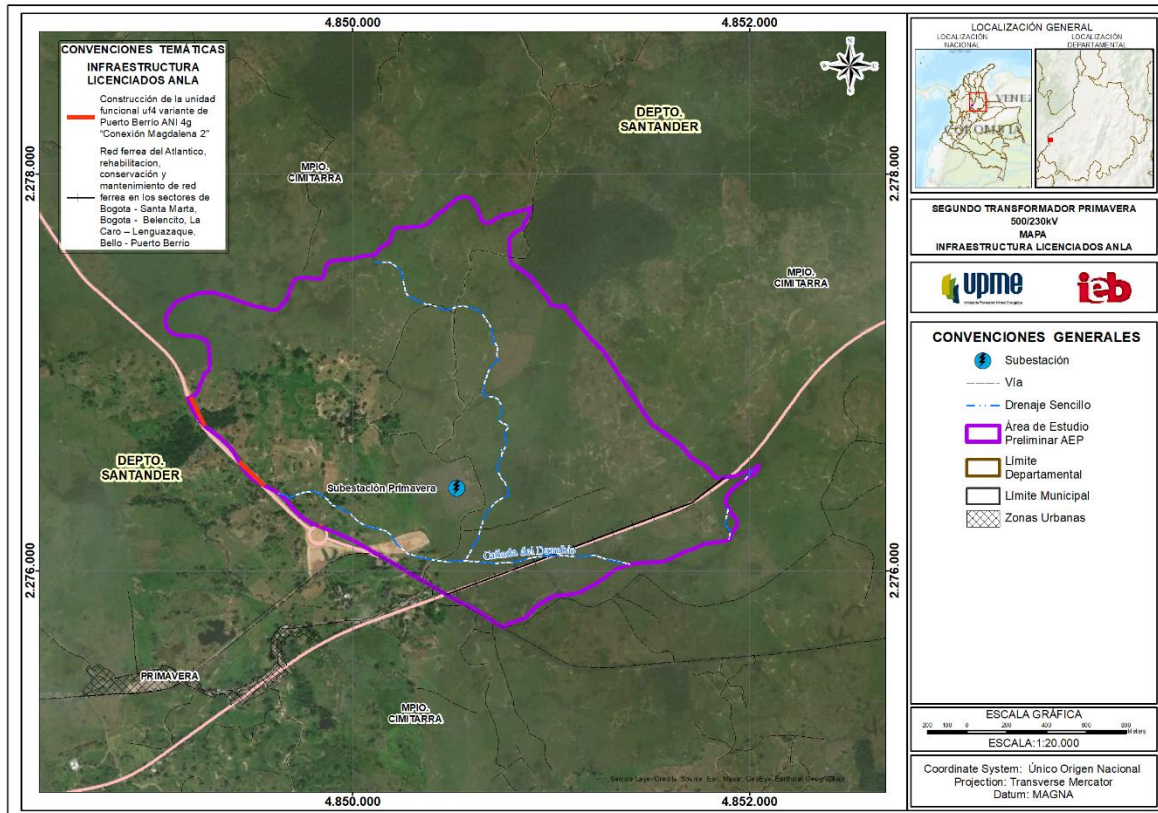 4.850.000
4.852.000
CONVENCIONES TEMÁTICAS
INFRAESTRUCTURA
LICENCIADOS ANLA
Construcción de la unidad
funcional uf4 variante de
Puerto Berrio ANI 4g
"Conexión Magdalena 2"
Red ferrea del Atlantico,
rehabilitacion,
conservación y
mantenimiento de red
ferrea en los sectores de
Bogota - Santa Marta,
Bogota - Belencito, La
Caro – Lenguazaque,
Bello - Puerto Berrio
N
W
E
S
DEPTO.
SANTANDER
MPIO.
CIMITARRA
2.278.000
2.278.000
MPIO.
CIMITARRA
DEPTO.
SANTANDER
Subestación Primavera
Cañada del Danubio
2.276.000
2.276.000
PRIMAVERA
MPIO.
CIMITARRA
4.850.000
4.852.000
LOCALIZACIÓN GENERAL
LOCALIZACIÓN
NACIONAL
LOCALIZACIÓN
DEPARTAMENTAL
VENEZ
COLOMBIA
SEGUNDO TRANSFORMADOR PRIMAVERA
500/230kV
MAPA
INFRAESTRUCTURA LICENCIADOS ANLA
upme
ieb
CONVENCIONES GENERALES
Subestación
Vía
Drenaje Sencillo
Área de Estudio
Preliminar AEP
Límite
Departamental
Límite Municipal
Zonas Urbanas
ESCALA GRÁFICA
200 100 0 200 400 600 800
Meters
ESCALA:1:20.000
Coordinate System: Único Origen Nacional
Projection: Transverse Mercator
Datum: MAGNA